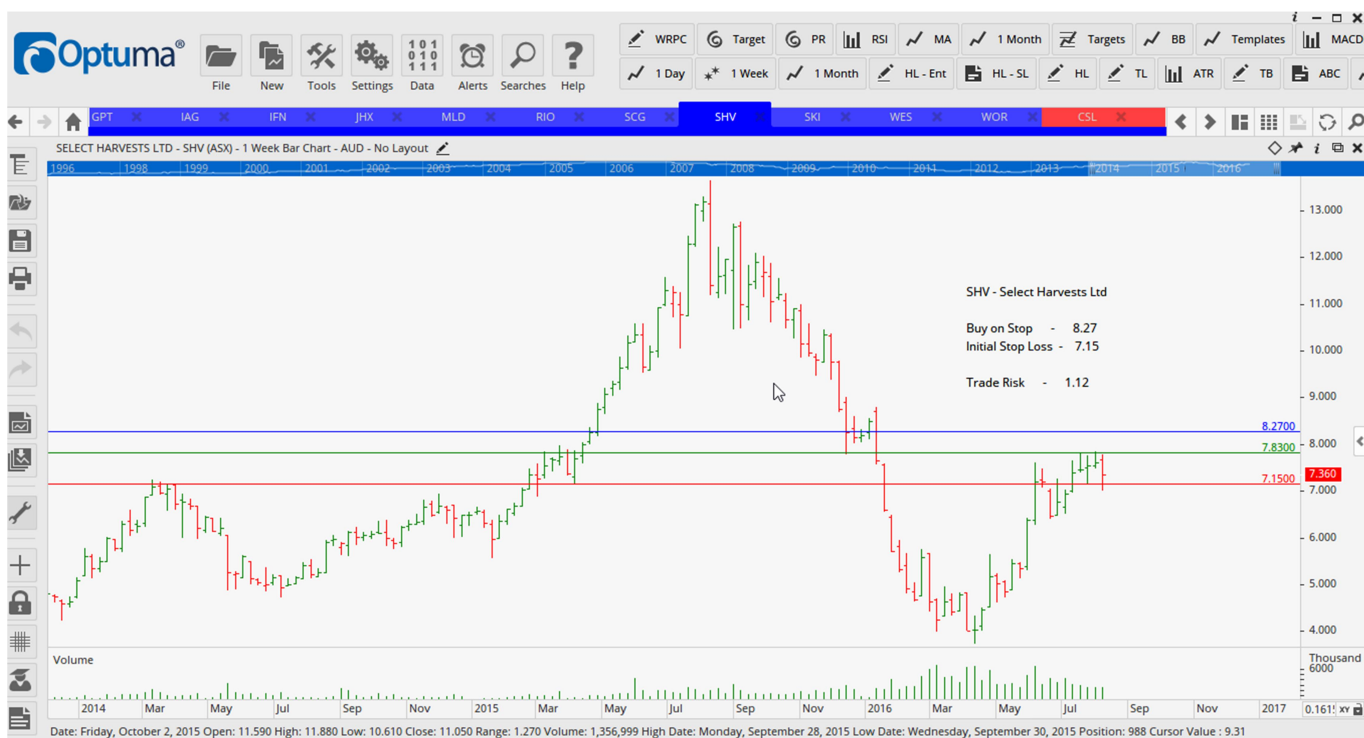 Optuma®
File
New
Tools
Settings
Data
Alerts
Searches
Help
WRPC Target PR RSI MA 1 Month Targets BB Templates MACD
1 Day 1 Week 1 Month HL - Ent HL - SL HL TL ATR TB ABC
GPT IAG IFN JHX MLD RIO SCG SHV SKI WES WOR CSL
SELECT HARVESTS LTD - SHV (ASX) - 1 Week Bar Chart - AUD - No Layout
1996 1998 1999 2000 2001 2002 2003 2004 2005 2006 2007 2008 2009 2010 2011 2012 2013 2014 2015 2016
13.000
12.000
SHV - Select Harvests Ltd
11.000
Buy on Stop - 8.27
Initial Stop Loss - 7.15
10.000
Trade Risk - 1.12
9.000
8.2700
8.000
7.8300
7.360
7.1500
7.000
6.000
5.000
4.000
Volume
Thousand
6000
2014 Mar May Jul Sep Nov 2015 Mar May Jul Sep Nov 2016 Mar May Jul Sep Nov 2017 XY
Date: Friday, October 2, 2015 Open: 11.590 High: 11.880 Low: 10.610 Close: 11.050 Range: 1.270 Volume: 1,356,999 High Date: Monday, September 28, 2015 Low Date: Wednesday, September 30, 2015 Position: 988 Cursor Value : 9.31